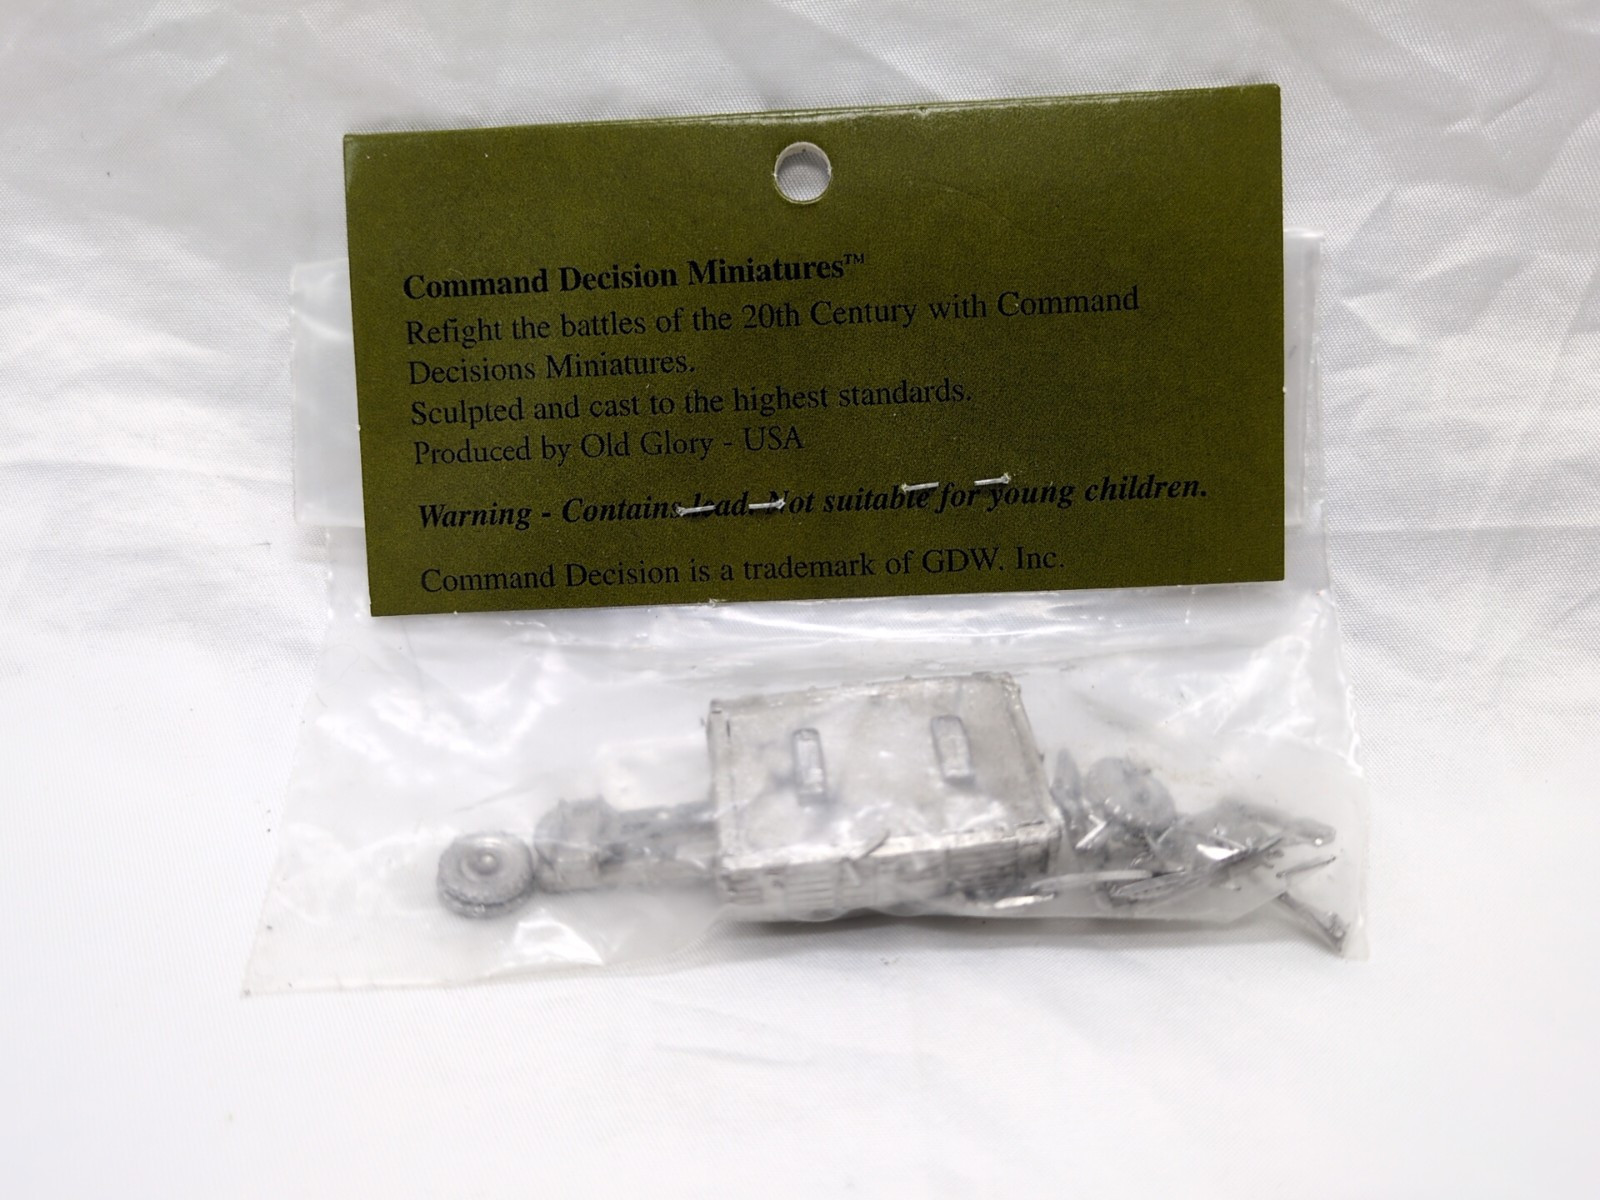 Command Decision Miniatures™
Refight the battles of the 20th Century with Command
Decisions Miniatures.
Sculpted and cast to the highest standards.
Produced by Old Glory - USA
Warning - Contains lead. Not suitable for young children.
Command Decision is a trademark of GDW, Inc.